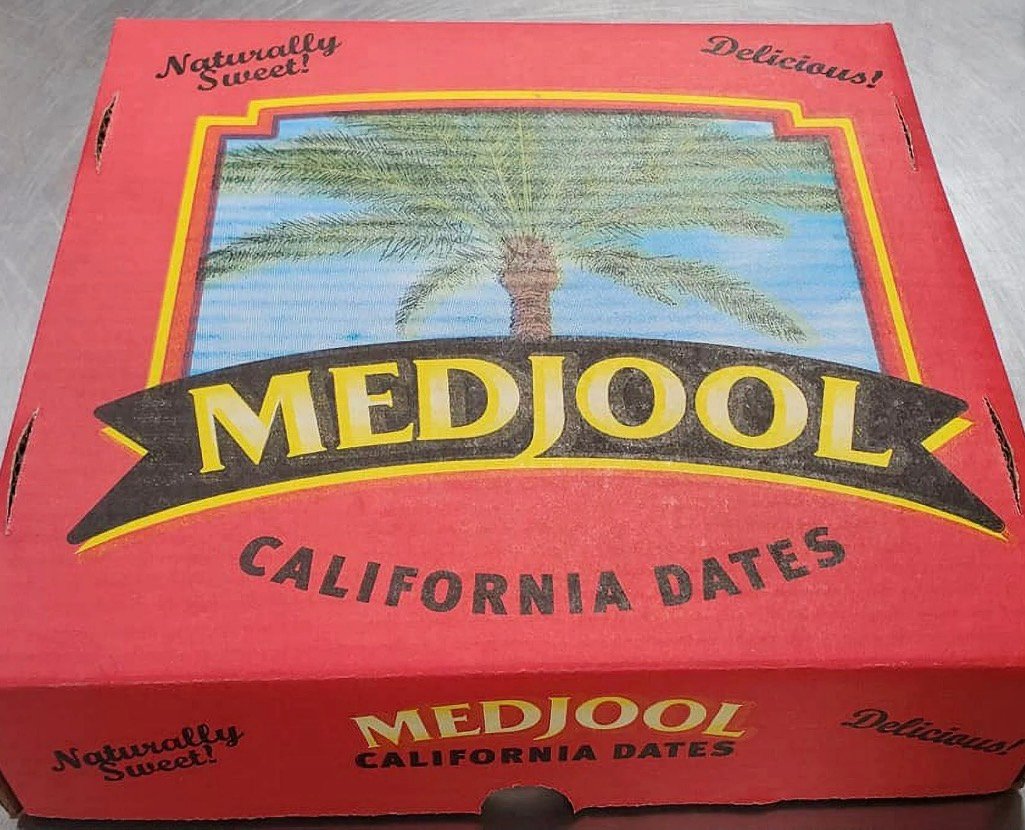 Naturally
Sweet!
Delicious!
MEDJOOL
CALIFORNIA DATES
Naturally
Sweet!
MEDJOOL
CALIFORNIA DATES
Delicious!